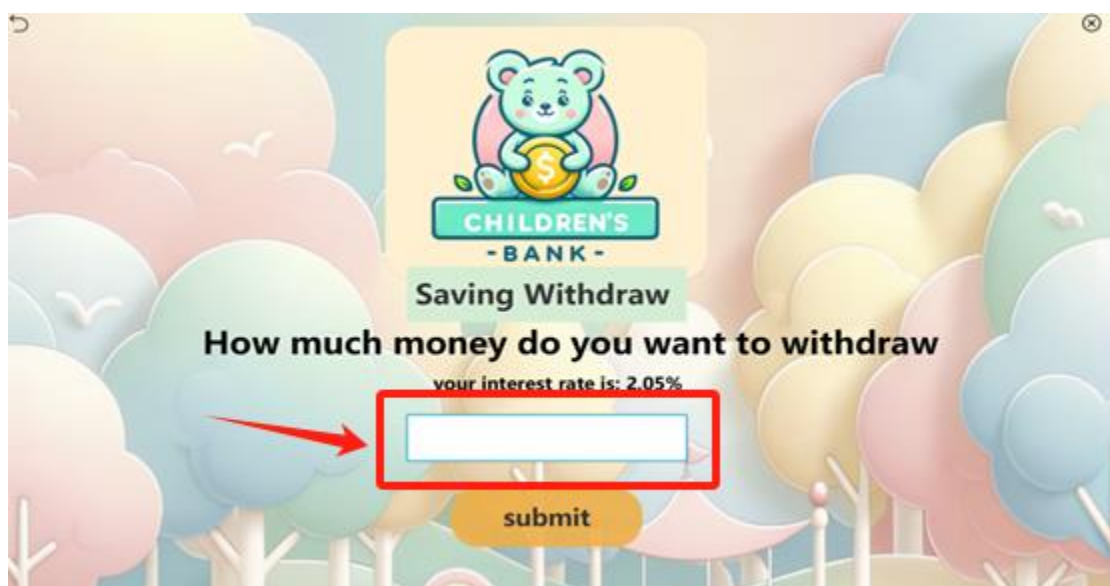 $
CHILDREN'S
-BANK-
Saving Withdraw
How much money do you want to withdraw
your interest rate is: 2.05%
submit